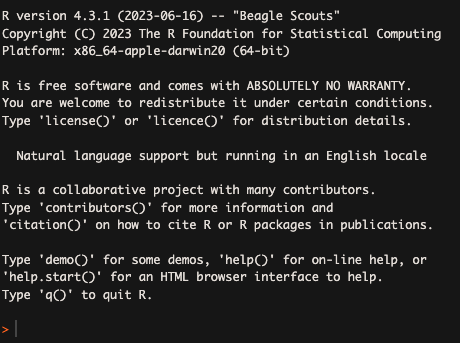 R version 4.3.1 (2023-06-16) -- "Beagle Scouts"
Copyright (C) 2023 The R Foundation for Statistical Computing
Platform: x86_64-apple-darwin20 (64-bit)
R is free software and comes with ABSOLUTELY NO WARRANTY.
You are welcome to redistribute it under certain conditions.
Type 'license()' or 'licence()' for distribution details.
Natural language support but running in an English locale
R is a collaborative project with many contributors.
Type 'contributors()' for more information and
'citation()' on how to cite R or R packages in publications.
Type 'demo()' for some demos, 'help()' for on-line help, or
'help.start()' for an HTML browser interface to help.
Type 'q()' to quit R.
>